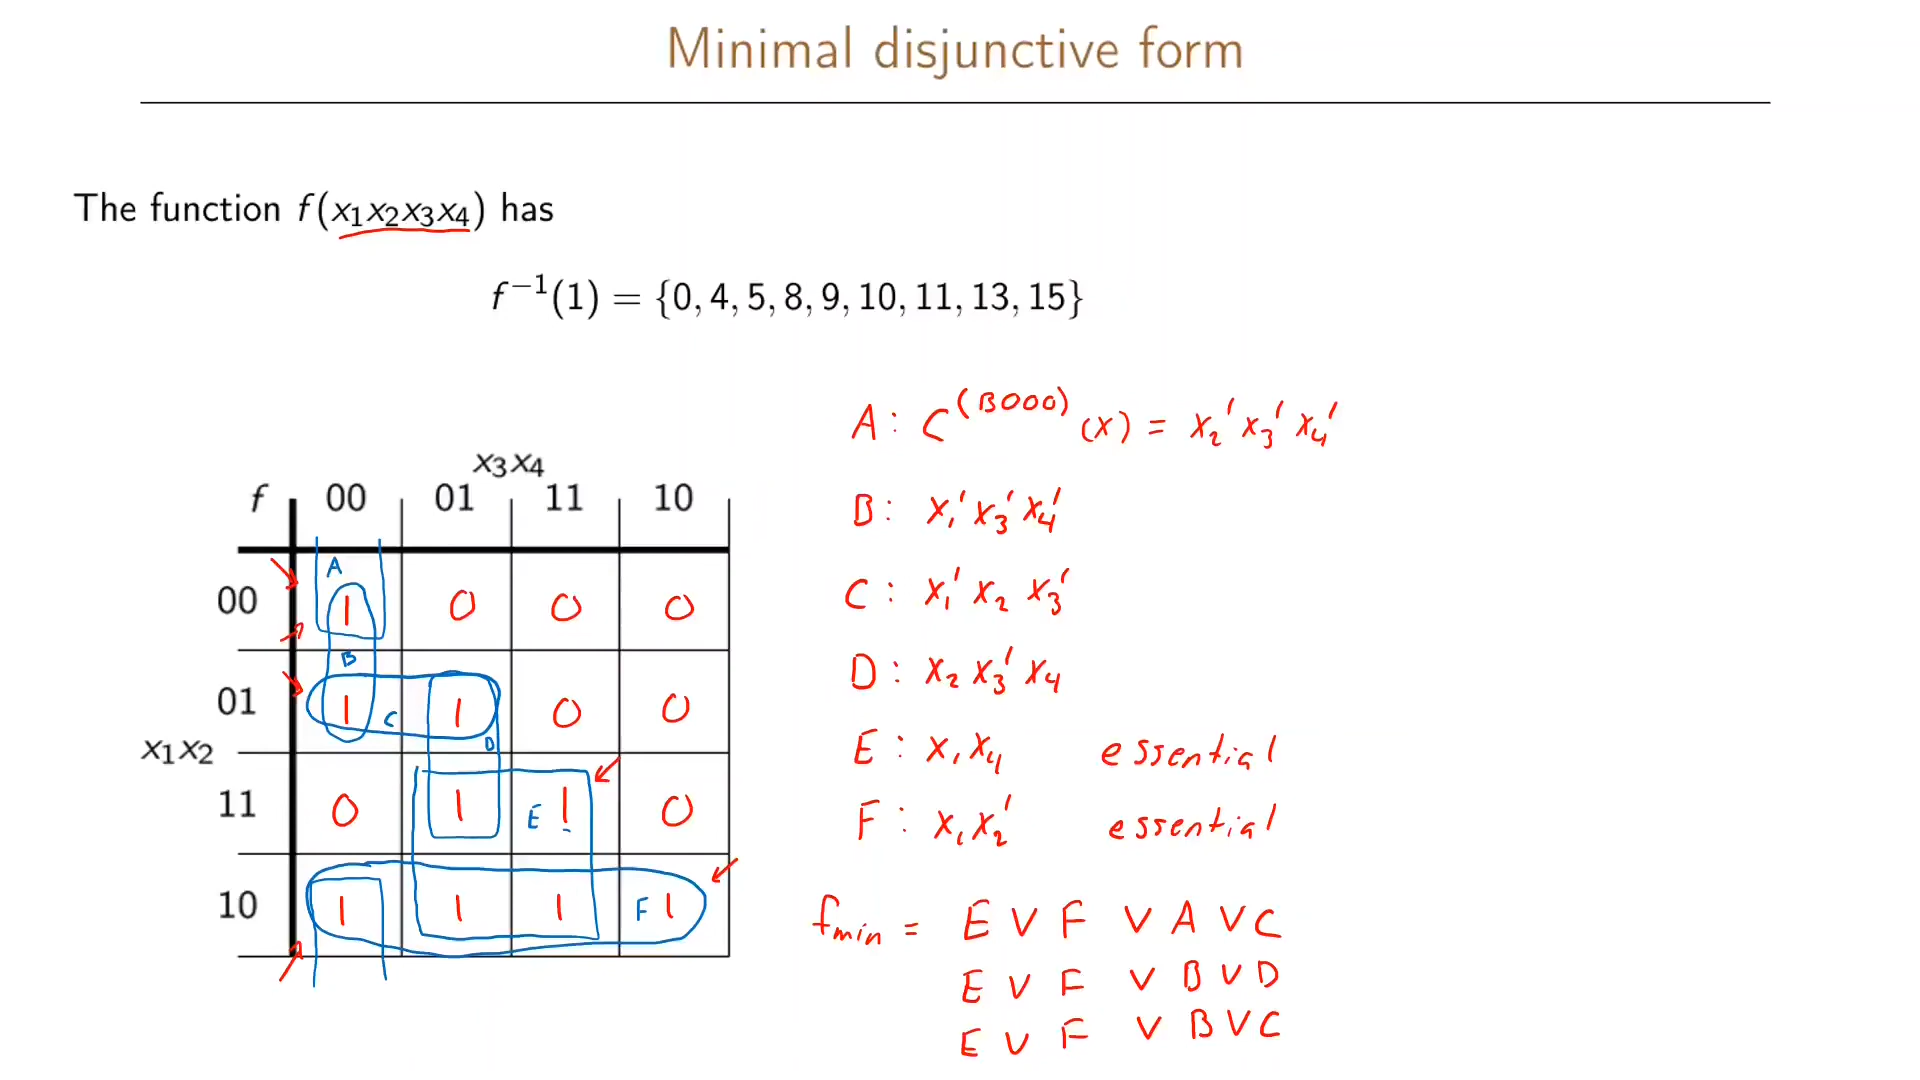 Minimal disjunctive form
The function f(x₁x₂x₃x₄) has
f⁻¹(1) = {0, 4, 5, 8, 9, 10, 11, 13, 15}
x₃x₄
f 00 01 11 10
A
00 1 0 0 0
B
01 1 C 1 0 0
D
x₁x₂
11 0 1 E 1 0
10 1 1 1 F 1
A: C^(B000) (x) = x₂'x₃'x₄'
B: x₁'x₃'x₄'
C: x₁'x₂x₃'
D: x₂x₃'x₄
E: x₁x₄ essential
F: x₁x₂' essential
fmin = E V F V A V C
E V F V B V D
E V F V B V C